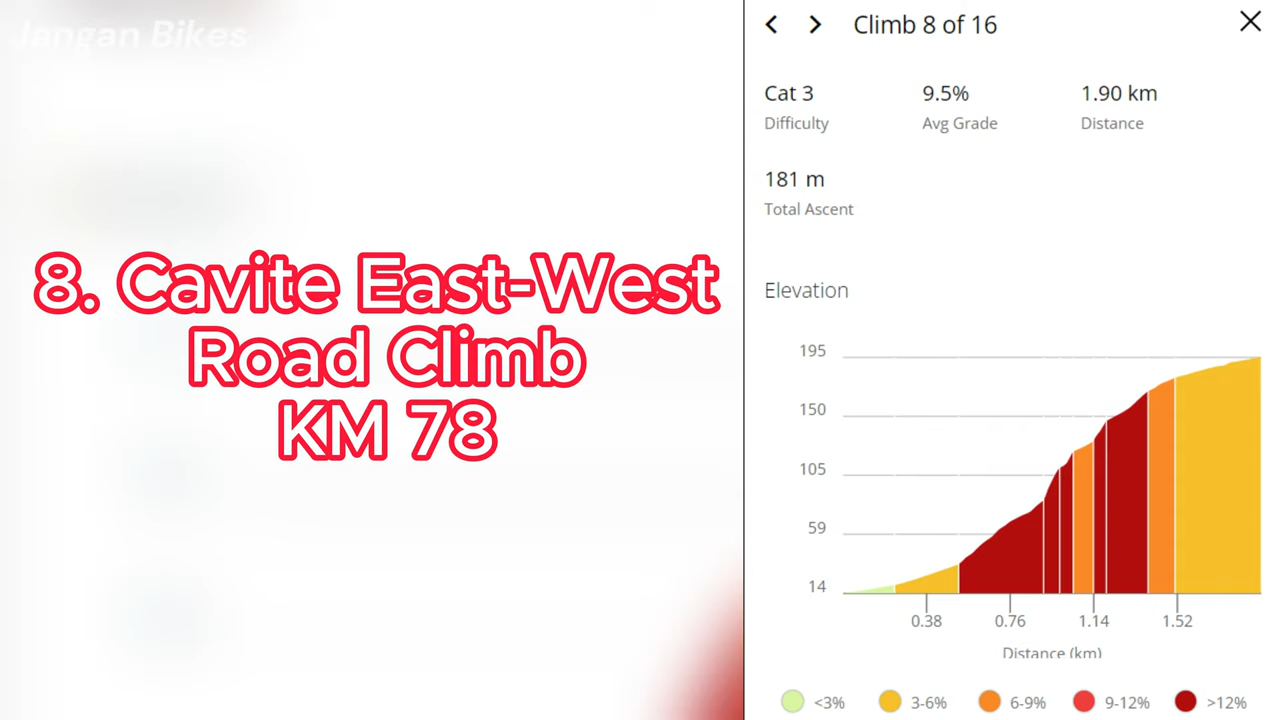 Jangan Bikes
8. Cavite East-West
Road Climb
KM 78
Climb 8 of 16
Cat 3
9.5%
1.90 km
Difficulty
Avg Grade
Distance
181 m
Total Ascent
Elevation
195
150
105
59
14
0.38
0.76
1.14
1.52
Distance (km)
<3%
3-6%
6-9%
9-12%
>12%